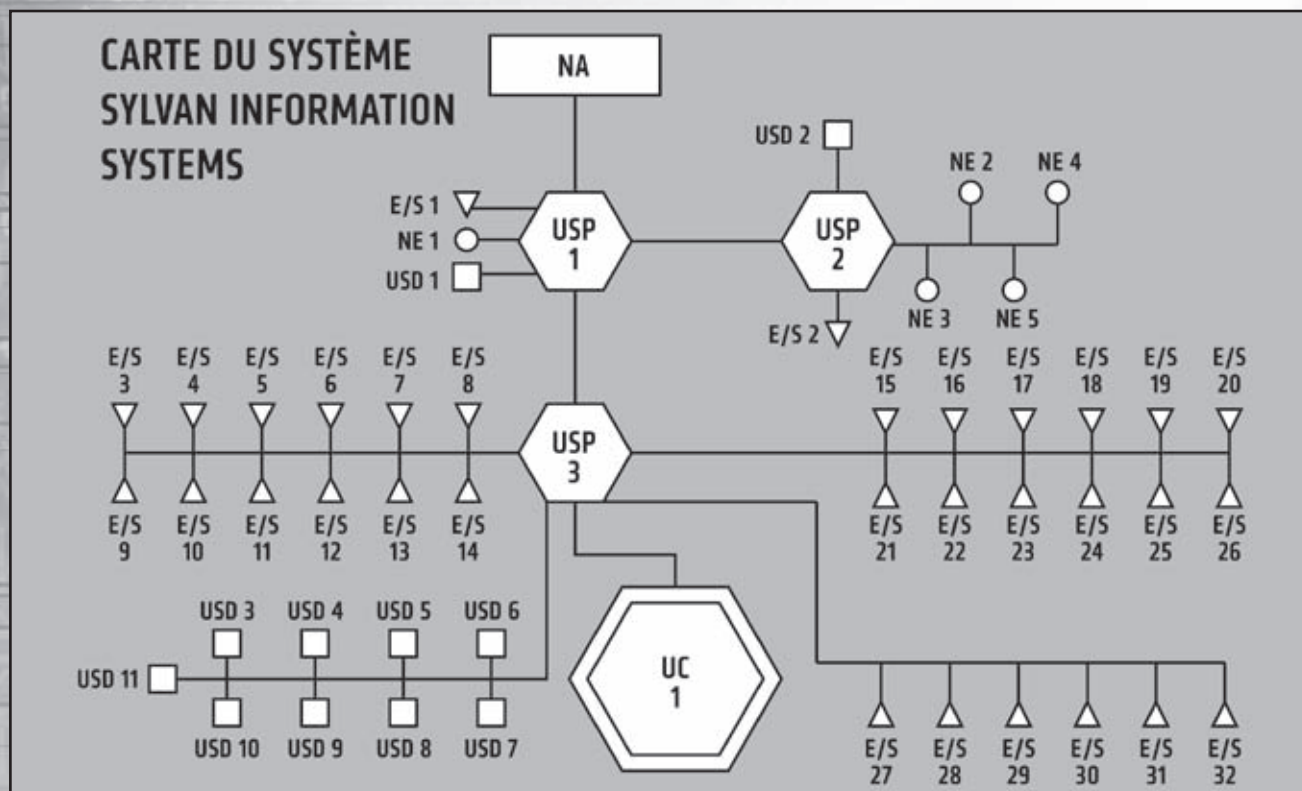 CARTE DU SYSTÈME
SYLVAN INFORMATION
SYSTEMS
NA
USD 2
NE 2
NE 4
E/S 1
NE 1
USD 1
USP
1
USP
2
NE 3
NE 5
E/S 2
E/S
3
E/S
4
E/S
5
E/S
6
E/S
7
E/S
8
E/S
15
E/S
16
E/S
17
E/S
18
E/S
19
E/S
20
USP
3
E/S
9
E/S
10
E/S
11
E/S
12
E/S
13
E/S
14
E/S
21
E/S
22
E/S
23
E/S
24
E/S
25
E/S
26
USD 3
USD 4
USD 5
USD 6
USD 11
USD 10
USD 9
USD 8
USD 7
UC
1
E/S
27
E/S
28
E/S
29
E/S
30
E/S
31
E/S
32